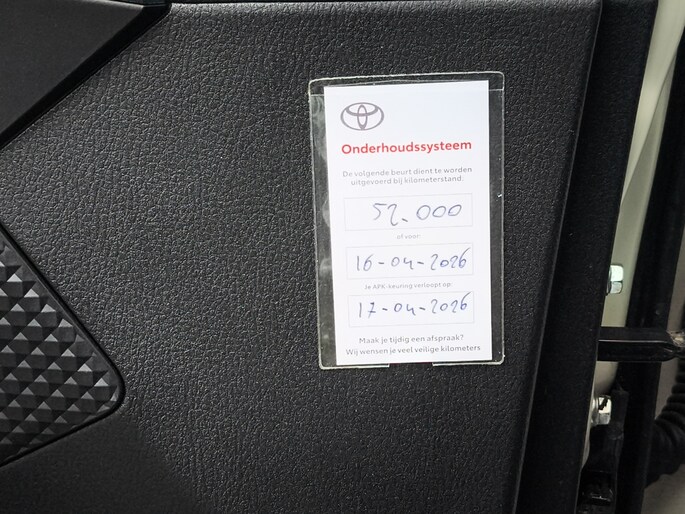 Onderhoudssysteem
De volgende beurt dient te worden
uitgevoerd bij kilometerstand:
52.000
of voor:
16-04-2026
Je APK-keuring verloopt op:
17-04-2026
Maak je tijdig een afspraak?
Wij wensen je veel veilige kilometers